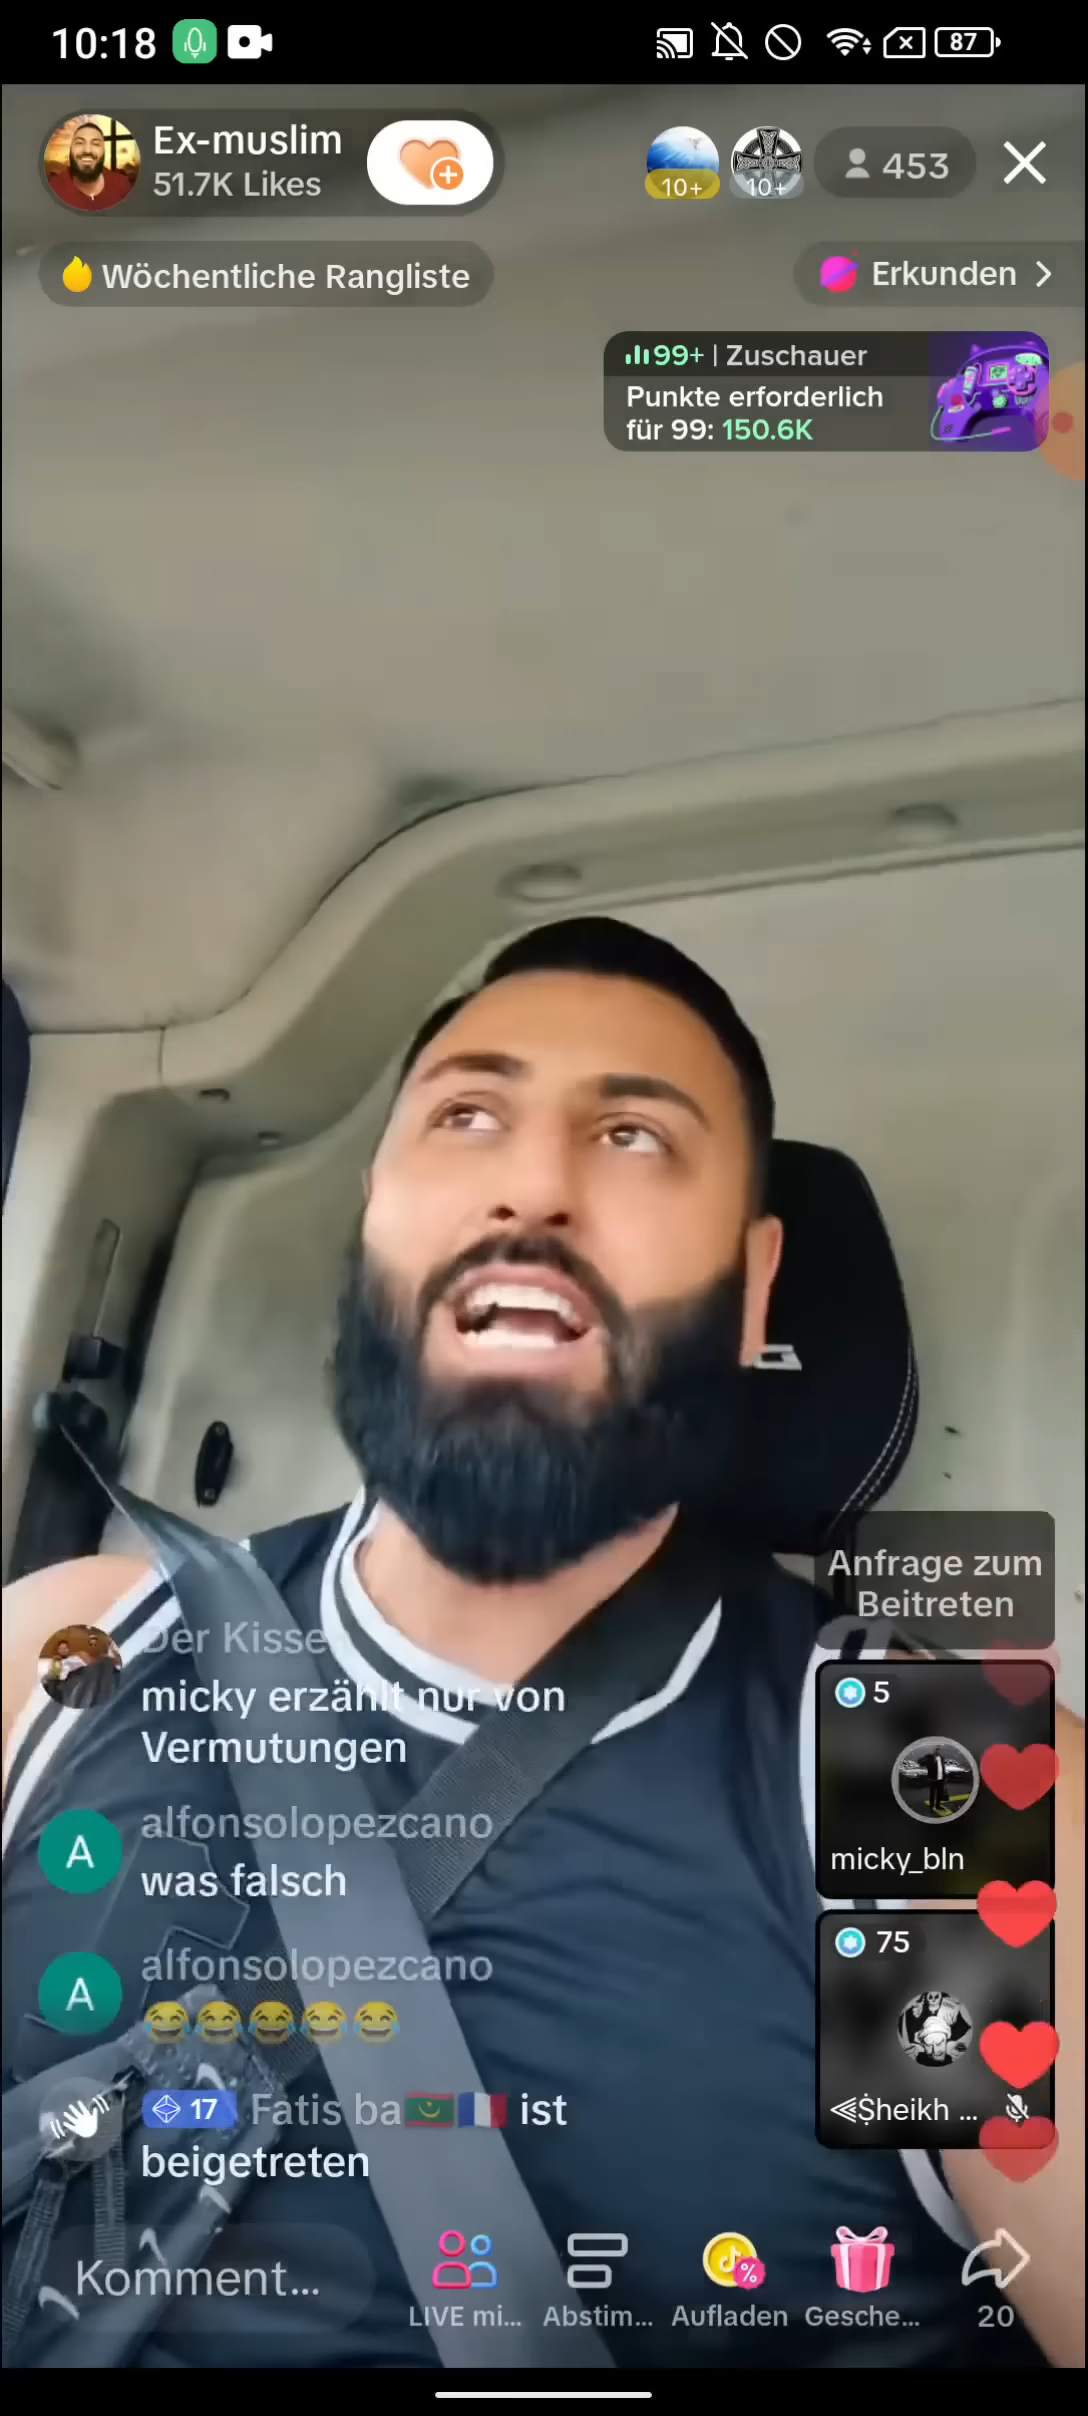 10:18
87
Ex-muslim
51.7K Likes
10+
10+
453
Wöchentliche Rangliste
Erkunden
99+ | Zuschauer
Punkte erforderlich
für 99: 150.6K
Anfrage zum
Beitreten
Der Kisse
micky erzählt nur von
Vermutungen
5
micky_bln
A
alfonsolopezcano
was falsch
75
A
alfonsolopezcano
😂😂😂😂😂
⋘Ṩheikh ...
17 Fatis ba🇲🇷🇫🇷 ist
beigetreten
Komment...
LIVE mi...
Abstim...
Aufladen
Gesche...
20